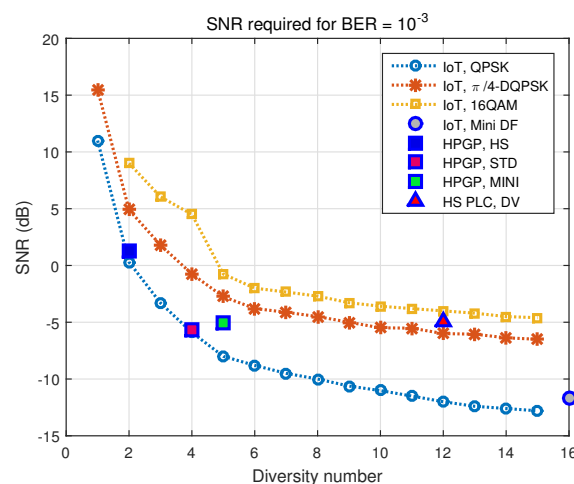 SNR required for BER = 10^-3
20
15
10
5
0
-5
-10
-15
SNR (dB)
0
2
4
6
8
10
12
14
16
Diversity number
IoT, QPSK
IoT, π/4-DQPSK
IoT, 16QAM
IoT, Mini DF
HPGP, HS
HPGP, STD
HPGP, MINI
HS PLC, DV